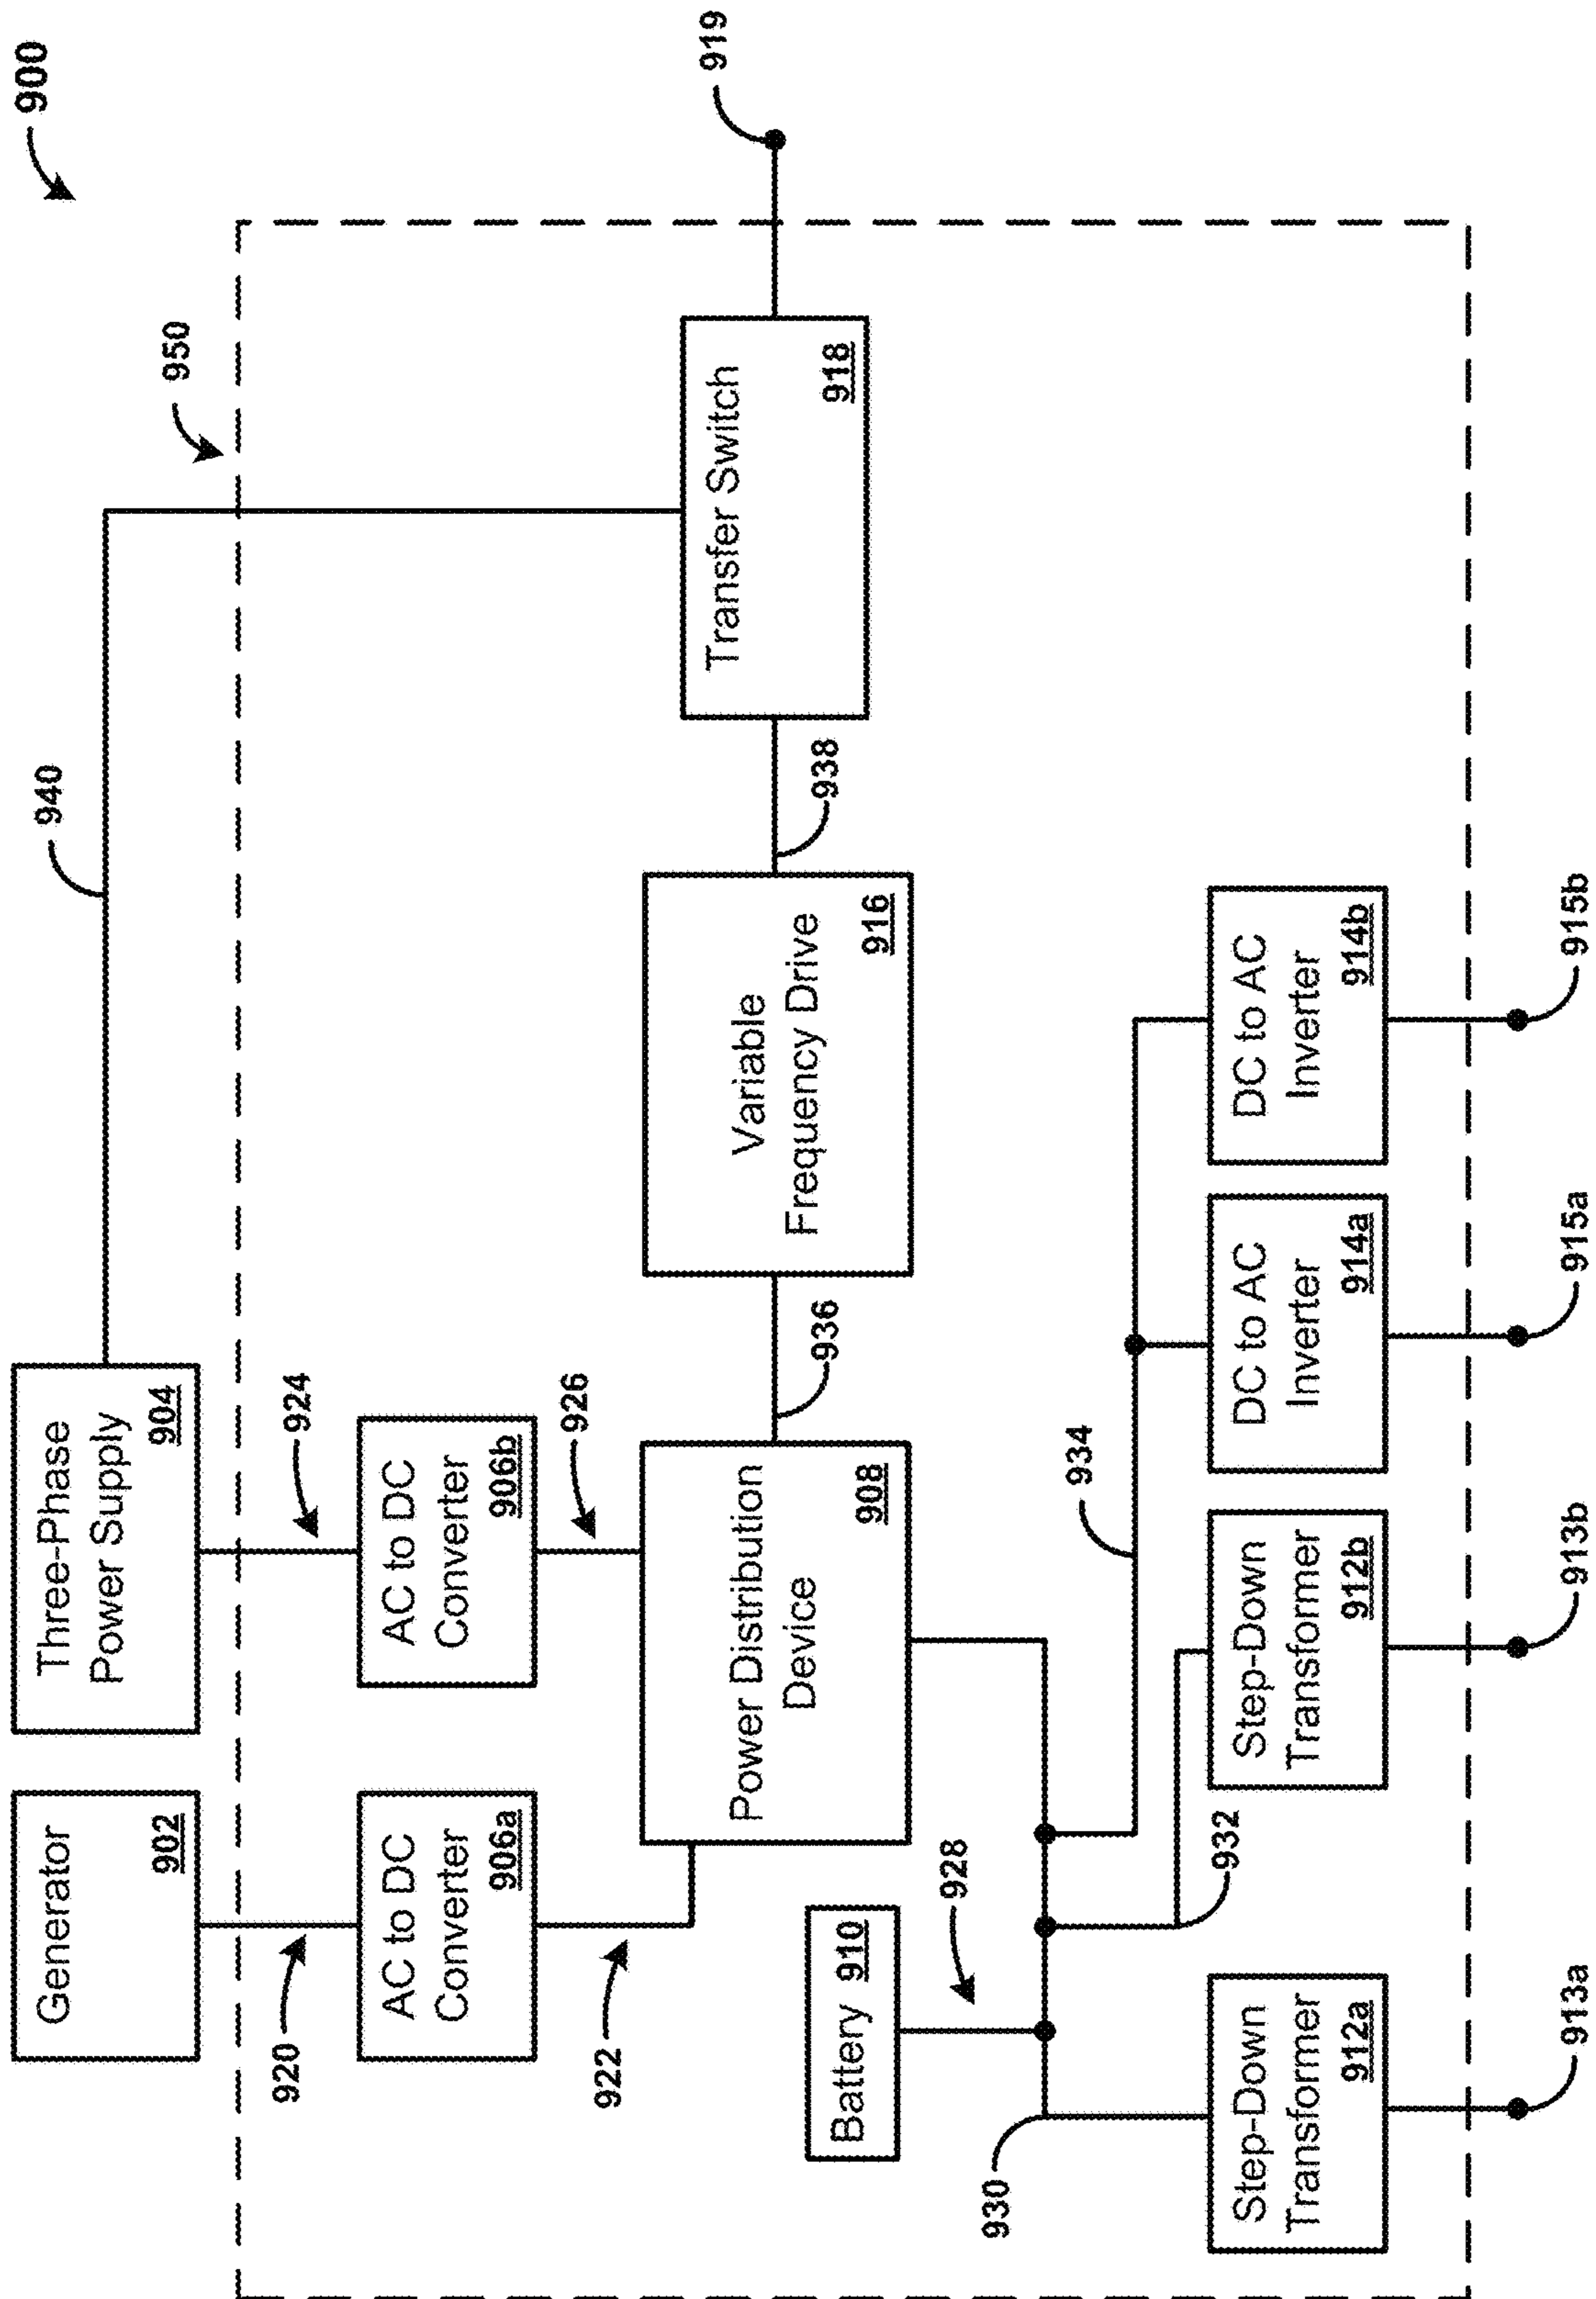 900
Generator
902
Three-Phase
Power Supply
904
940
950
920
924
AC to DC
Converter
906a
AC to DC
Converter
906b
922
926
Power Distribution
Device
908
936
Variable
Frequency Drive
916
938
Transfer Switch
918
919
Battery 910
928
930
932
934
Step-Down
Transformer
912a
Step-Down
Transformer
912b
DC to AC
Inverter
914a
DC to AC
Inverter
914b
913a
913b
915a
915b